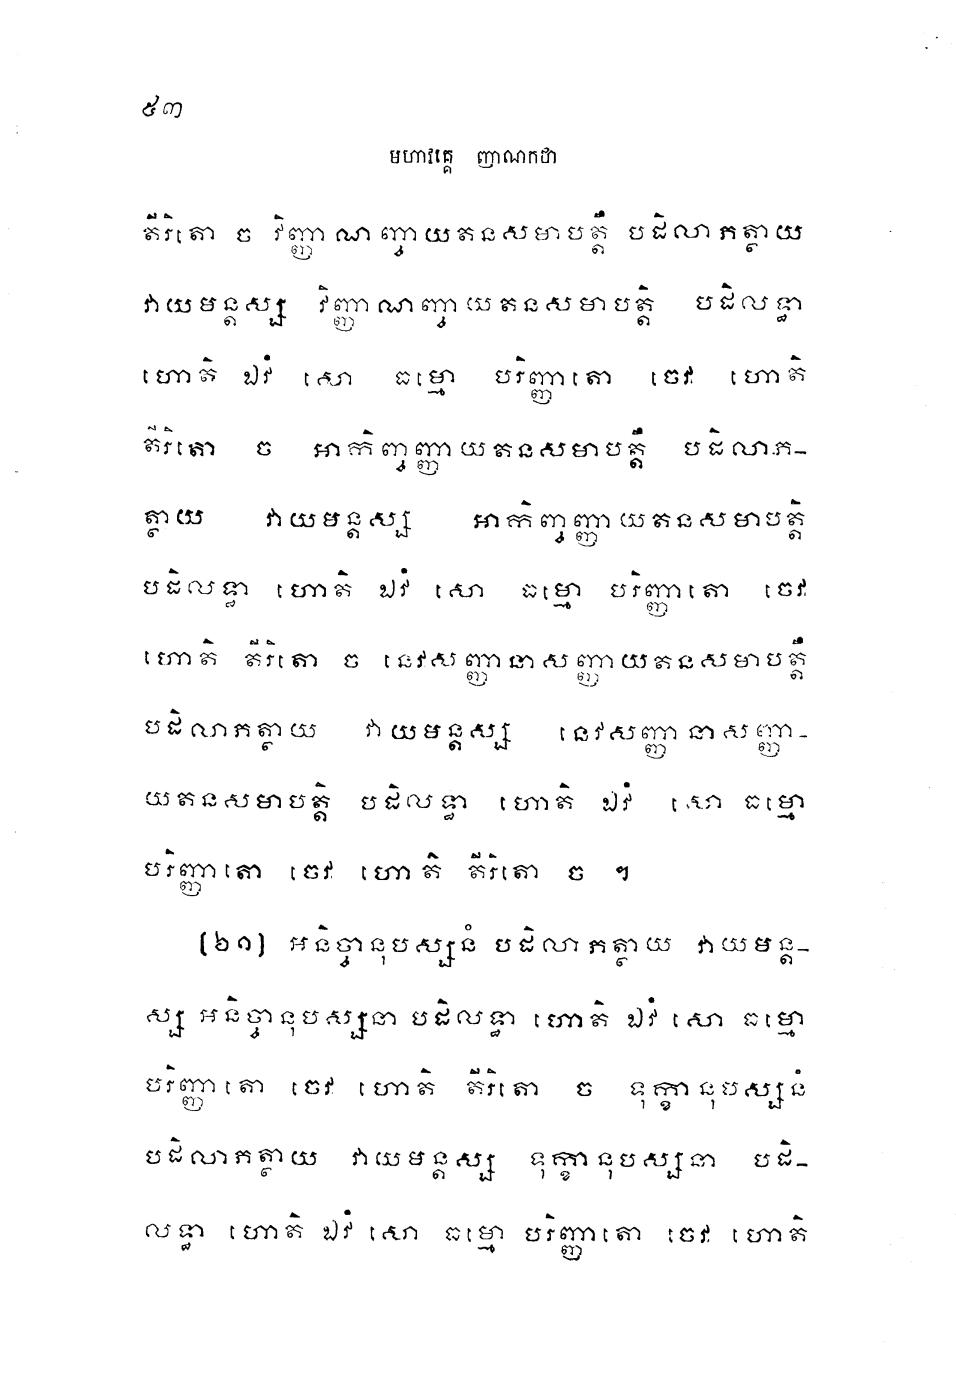 ៥៣
មហាវគ្គេ ញាណកថា
តីរិតោ ច វិញ្ញាណញ្ចាយតនសមាបត្តឹ បដិលាភត្ថាយ
វាយមន្តស្ស វិញ្ញាណញ្ចាយតនសមាបត្តិ បដិលទ្ធា
ហោតិ ឯវំ សោ ធម្មោ បរិញ្ញាតោ ចេវ ហោតិ
តីរិតោ ច អាកិញ្ចញ្ញាយតនសមាបត្តឹ បដិលាភ-
ត្ថាយ វាយមន្តស្ស អាកិញ្ចញ្ញាយតនសមាបត្តិ
បដិលទ្ធា ហោតិ ឯវំ សោ ធម្មោ បរិញ្ញាតោ ចេវ
ហោតិ តីរិតោ ច នេវសញ្ញានាសញ្ញាយតនសមាបត្តឹ
បដិលាភត្ថាយ វាយមន្តស្ស នេវសញ្ញានាសញ្ញា-
យតនសមាបត្តិ បដិលទ្ធា ហោតិ ឯវំ សោ ធម្មោ
បរិញ្ញាតោ ចេវ ហោតិ តីរិតោ ច ។
(៦១) អនិច្ចានុបស្សនំ បដិលាភត្ថាយ វាយមន្ត-
ស្ស អនិច្ចានុបស្សនា បដិលទ្ធា ហោតិ ឯវំ សោ ធម្មោ
បរិញ្ញាតោ ចេវ ហោតិ តីរិតោ ច ទុក្ខានុបស្សនំ
បដិលាភត្ថាយ វាយមន្តស្ស ទុក្ខានុបស្សនា បដិ-
លទ្ធា ហោតិ ឯវំ សោ ធម្មោ បរិញ្ញាតោ ចេវ ហោតិ